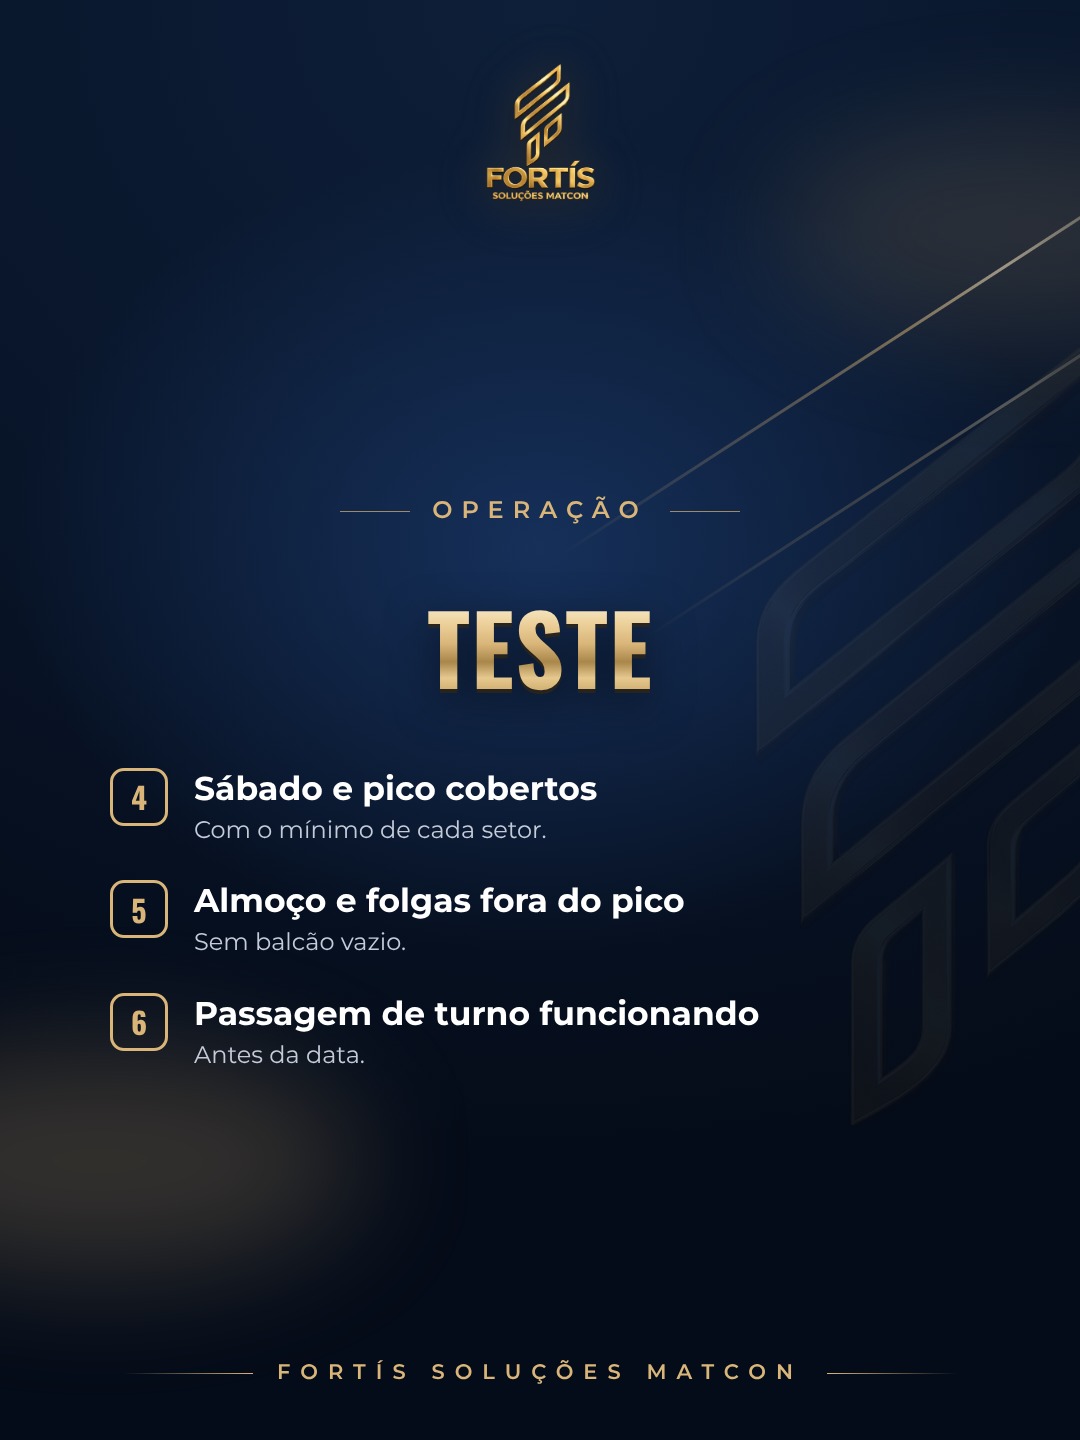 FORTÍS
SOLUÇÕES MATCON
OPERAÇÃO
TESTE
4
Sábado e pico cobertos
Com o mínimo de cada setor.
5
Almoço e folgas fora do pico
Sem balcão vazio.
6
Passagem de turno funcionando
Antes da data.
FORTÍS SOLUÇÕES MATCON